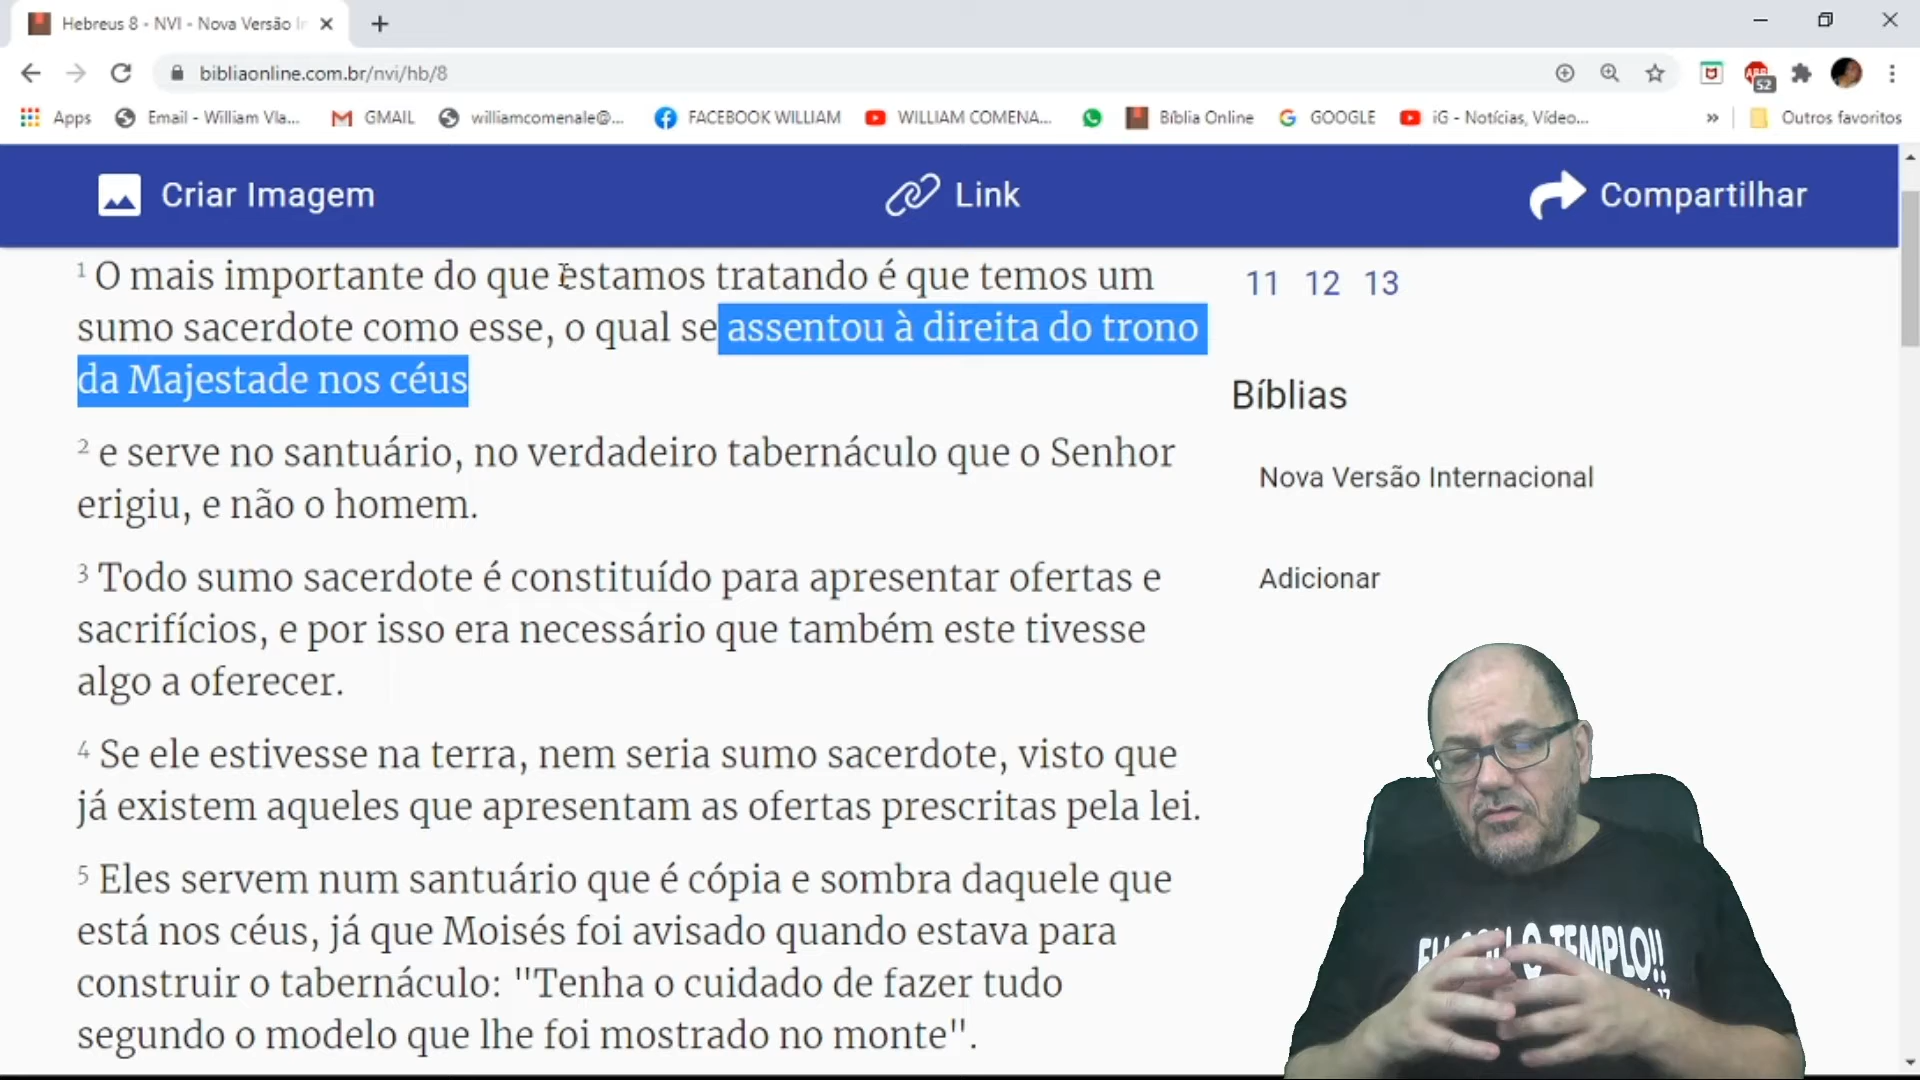 Hebreus 8 - NVI - Nova Versão In
bibliaonline.com.br/nvi/hb/8
52
Apps
Email - William Vla...
GMAIL
williamcomenale@...
FACEBOOK WILLIAM
WILLIAM COMENA...
Bíblia Online
GOOGLE
iG - Notícias, Vídeo...
»
Outros favoritos
Criar Imagem
Link
Compartilhar
1 O mais importante do que estamos tratando é que temos um
sumo sacerdote como esse, o qual se assentou à direita do trono
da Majestade nos céus
2 e serve no santuário, no verdadeiro tabernáculo que o Senhor
erigiu, e não o homem.
3 Todo sumo sacerdote é constituído para apresentar ofertas e
sacrifícios, e por isso era necessário que também este tivesse
algo a oferecer.
4 Se ele estivesse na terra, nem seria sumo sacerdote, visto que
já existem aqueles que apresentam as ofertas prescritas pela lei.
5 Eles servem num santuário que é cópia e sombra daquele que
está nos céus, já que Moisés foi avisado quando estava para
construir o tabernáculo: "Tenha o cuidado de fazer tudo
segundo o modelo que lhe foi mostrado no monte".
11 12 13
Bíblias
Nova Versão Internacional
Adicionar
O TEMPLO!!